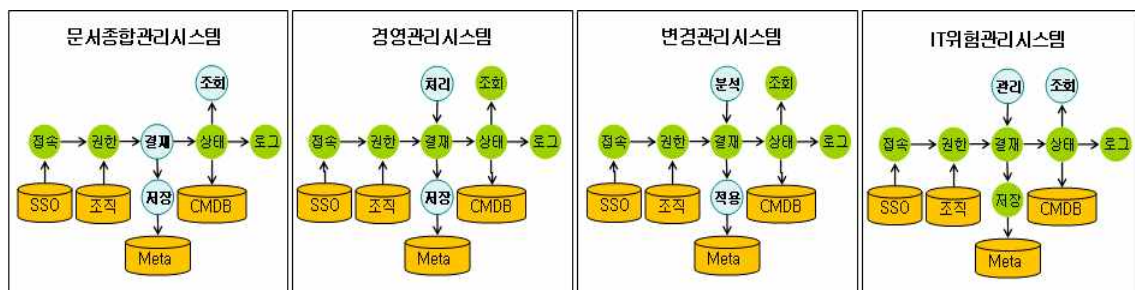 문서종합관리시스템
조회
접속 권한 결재 상태 로그
SSO 조직 저장 CMDB
Meta
경영관리시스템
처리 조회
접속 권한 결재 상태 로그
SSO 조직 저장 CMDB
Meta
변경관리시스템
분석 조회
접속 권한 결재 상태 로그
SSO 조직 적용 CMDB
Meta
IT위험관리시스템
관리 조회
접속 권한 결재 상태 로그
SSO 조직 저장 CMDB
Meta